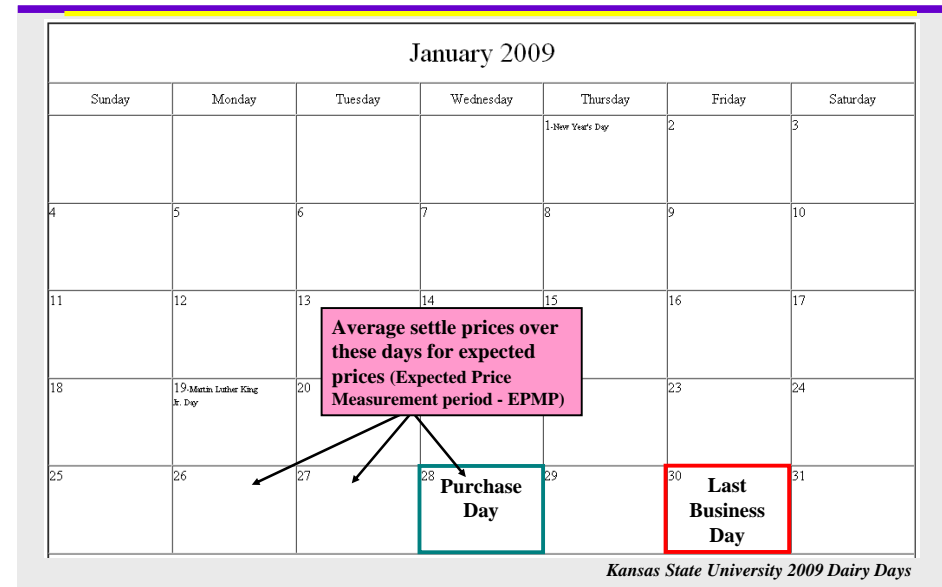 January 2009
Sunday Monday Tuesday Wednesday Thursday Friday Saturday
1-New Year's Day 2 3
4 5 6 7 8 9 10
11 12 13 14 15 16 17
Average settle prices over
these days for expected
prices (Expected Price
Measurement period - EPMP)
18 19-Martin Luther King 20 23 24
Jr. Day
25 26 27 28 29 30 31
Purchase
Day
Last
Business
Day
Kansas State University 2009 Dairy Days